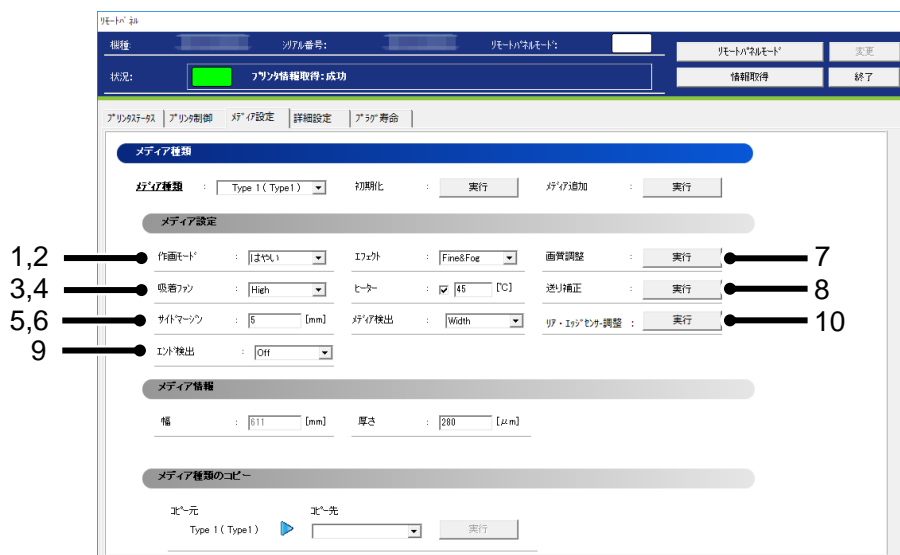 ﾘﾓｰﾄﾊﾟﾈﾙ
機種: ｼﾘｱﾙ番号: ﾘﾓｰﾄﾊﾟﾈﾙﾓｰﾄﾞ:
ﾘﾓｰﾄﾊﾟﾈﾙﾓｰﾄﾞ 変更
状況: ﾌﾟﾘﾝﾀ情報取得:成功
情報取得 終了
ﾌﾟﾘﾝﾀｽﾃｰﾀｽ ﾌﾟﾘﾝﾀ制御 ﾒﾃﾞｨｱ設定 詳細設定 ﾌﾟﾗｸﾞ寿命
メディア種類
ﾒﾃﾞｨｱ種類 : Type 1 ( Type1 ) 初期化 : 実行 ﾒﾃﾞｨｱ追加 : 実行
メディア設定
1,2 作画ﾓｰﾄﾞ : はやい ｴﾌｪｸﾄ : Fine&Fog 画質調整 : 実行 7
3,4 吸着ﾌｧﾝ : High ﾋｰﾀｰ : 45 [℃] 送り補正 : 実行 8
5,6 ｻｲﾄﾞﾏｰｼﾞﾝ : 5 [mm] ﾒﾃﾞｨｱ検出 : Width ﾘｱ・ｴｯｼﾞｾﾝｻｰ調整 : 実行 10
9 ｴﾝﾄﾞ検出 : Off
メディア情報
幅 : 611 [mm] 厚さ : 280 [μm]
メディア種類のコピー
ｺﾋﾟｰ元 ｺﾋﾟｰ先
Type 1 ( Type1 ) 実行